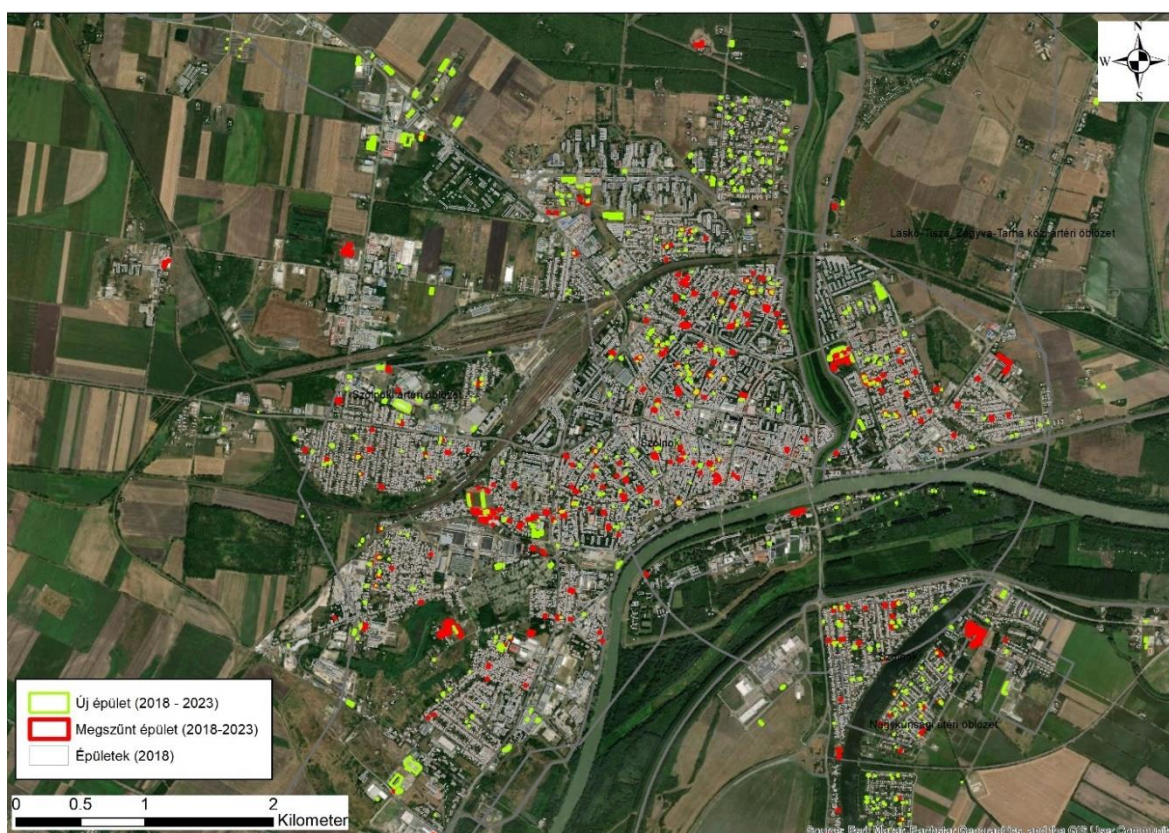 N
W
S
Laskó-Tisza, Zagyva-Tarna közi ártéri öblözet
Szolnoki ártéri öblözet
Szolnok
Nagykunsági ártéri öblözet
Új épület (2018 - 2023)
Megszűnt épület (2018-2023)
Épületek (2018)
0 0.5 1 2
Kilometer